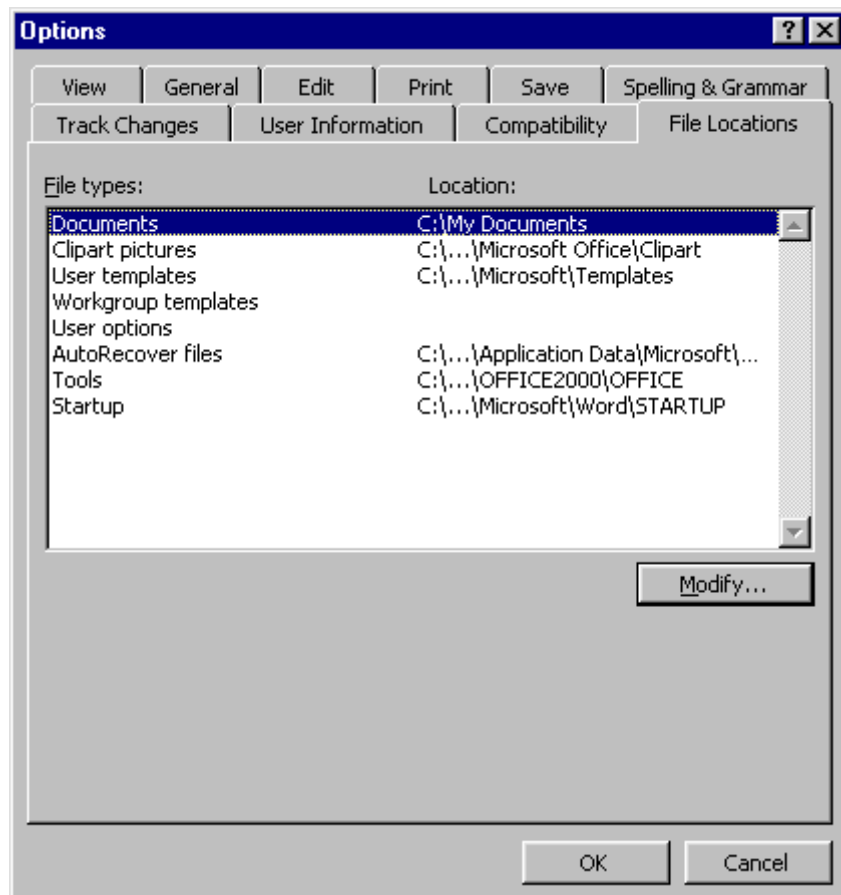 Options
View General Edit Print Save Spelling & Grammar
Track Changes User Information Compatibility File Locations
File types: Location:
Documents C:\My Documents
Clipart pictures C:\...\Microsoft Office\Clipart
User templates C:\...\Microsoft\Templates
Workgroup templates
User options
AutoRecover files C:\...\Application Data\Microsoft\...
Tools C:\...\OFFICE2000\OFFICE
Startup C:\...\Microsoft\Word\STARTUP
Modify...
OK Cancel